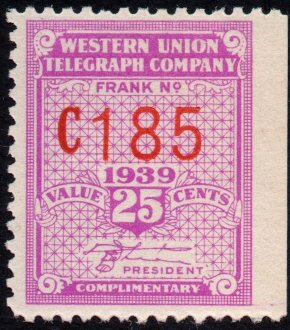 WESTERN UNION
TELEGRAPH COMPANY
FRANK NO
C185
1939
VALUE 25 CENTS
PRESIDENT
COMPLIMENTARY